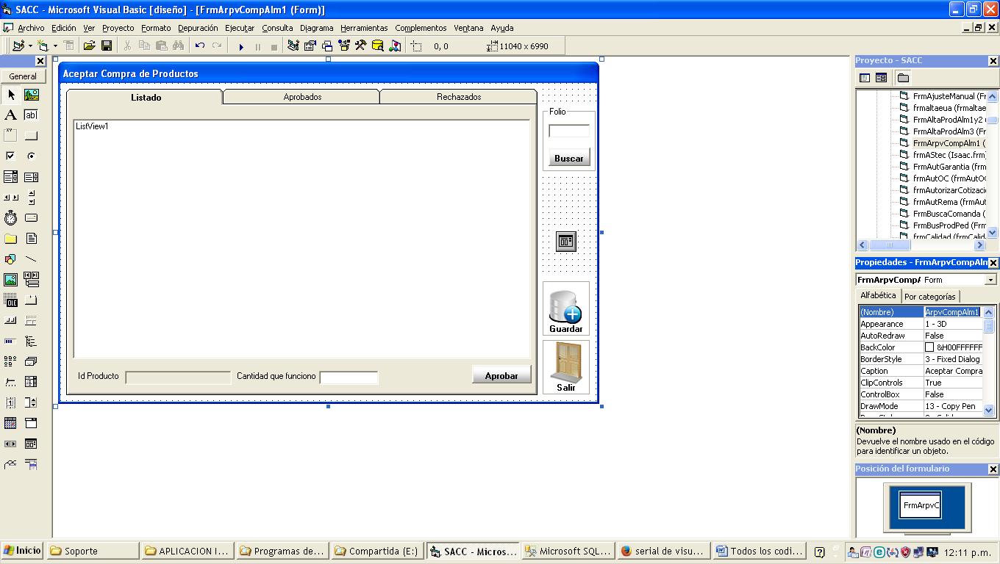 SACC - Microsoft Visual Basic [diseño] - [FrmArpvCompAlm1 (Form)]
Archivo Edición Ver Proyecto Formato Depuración Ejecutar Consulta Diagrama Herramientas Complementos Ventana Ayuda
0, 0 11040 x 6990
General
A ab|
xy
OLE
Aceptar Compra de Productos
Listado Aprobados Rechazados
ListView1
Folio
Buscar
Guardar
Salir
Id Producto Cantidad que funciono Aprobar
Proyecto - SACC
FrmAjusteManual (Fr
frmaltaeua (frmaltae
FrmAltaProdAlm1y2
FrmAltaProdAlm3 (Fr
FrmArpvCompAlm1 (
frmAStec (Isaac.frm)
FrmAutGarantia (frm
frmAutOC (frmAutOC
frmAutorizarCotizaci
frmAutRema (frmAut
FrmBuscaComanda (
FrmBusProdPed (Frm
frmCalidad (frmCalid
Propiedades - FrmArpvCompAlm
FrmArpvCompA Form
Alfabética Por categorías
(Nombre) ArpvCompAlm1
Appearance 1 - 3D
AutoRedraw False
BackColor &H00FFFFFF
BorderStyle 3 - Fixed Dialog
Caption Aceptar Compra
ClipControls True
ControlBox False
DrawMode 13 - Copy Pen
(Nombre)
Devuelve el nombre usado en el código
para identificar un objeto.
Posición del formulario
FrmArpvC
Inicio Soporte APLICACION I... Programas de... Compartida (E:) SACC - Micros... Microsoft SQL... serial de visu... Todos los codi... 12:11 p.m.